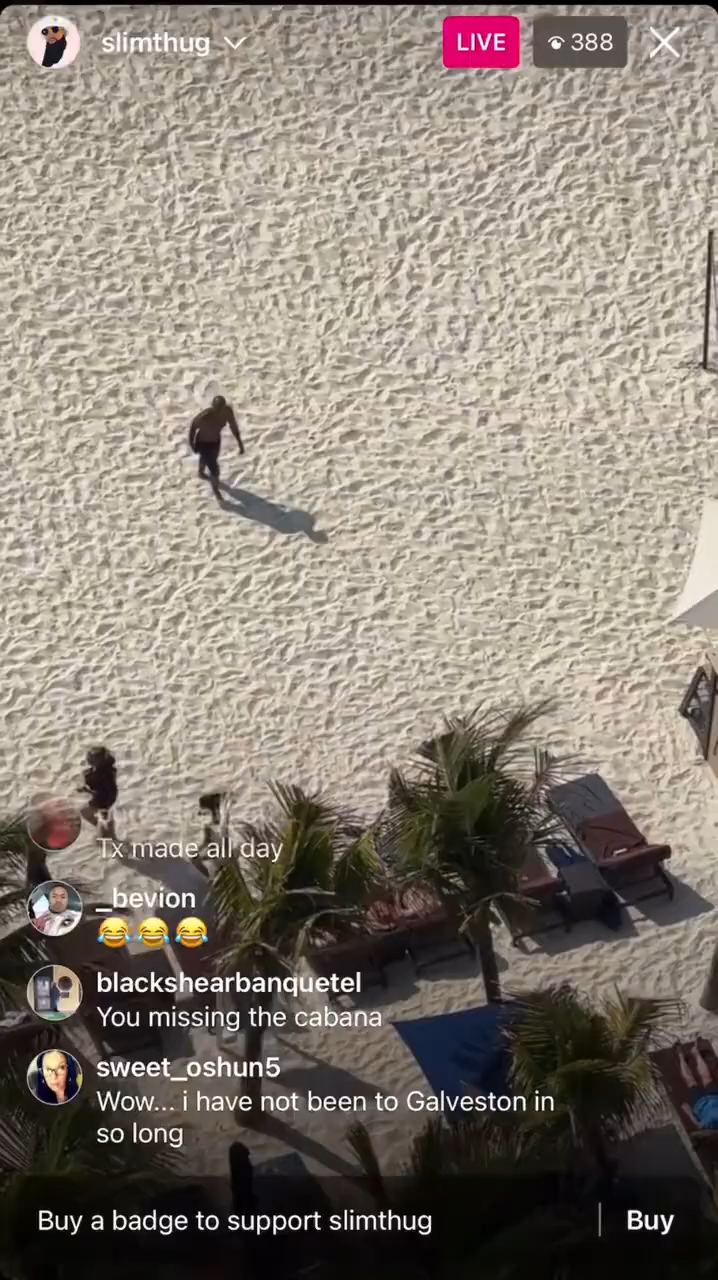 slimthug
LIVE
388
Tx made all day
_bevion
😂😂😂
blackshearbanquetel
You missing the cabana
sweet_oshun5
Wow... i have not been to Galveston in
so long
Buy a badge to support slimthug
Buy